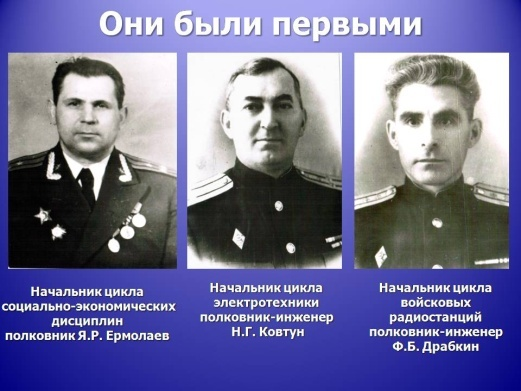 Они были первыми
Начальник цикла
социально-экономических
дисциплин
полковник Я.Р. Ермолаев
Начальник цикла
электротехники
полковник-инженер
Н.Г. Ковтун
Начальник цикла
войсковых
радиостанций
полковник-инженер
Ф.Б. Драбкин